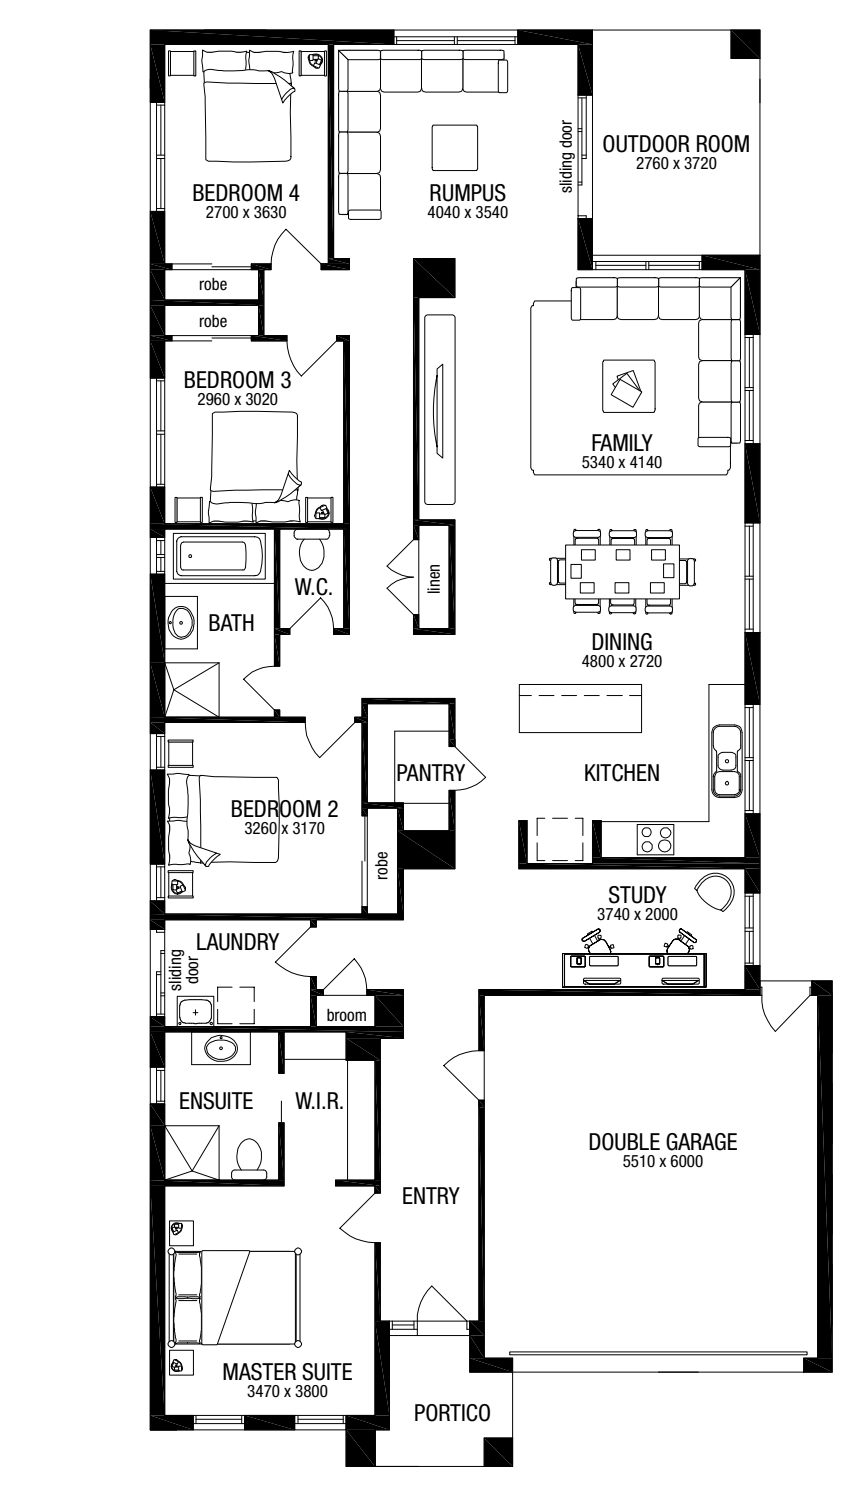 OUTDOOR ROOM
2760 x 3720
sliding door
BEDROOM 4
2700 x 3630
RUMPUS
4040 x 3540
robe
robe
BEDROOM 3
2960 x 3020
FAMILY
5340 x 4140
linen
W.C.
BATH
DINING
4800 x 2720
PANTRY
KITCHEN
BEDROOM 2
3260 x 3170
robe
STUDY
3740 x 2000
LAUNDRY
sliding
door
broom
ENSUITE
W.I.R.
DOUBLE GARAGE
5510 x 6000
ENTRY
MASTER SUITE
3470 x 3800
PORTICO